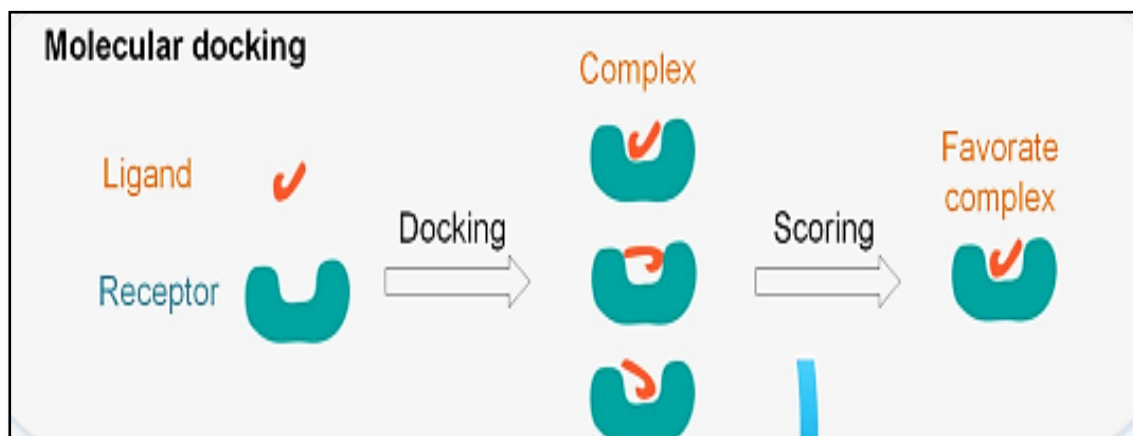 Molecular docking
Complex
Ligand
Favorate
complex
Docking
Scoring
Receptor